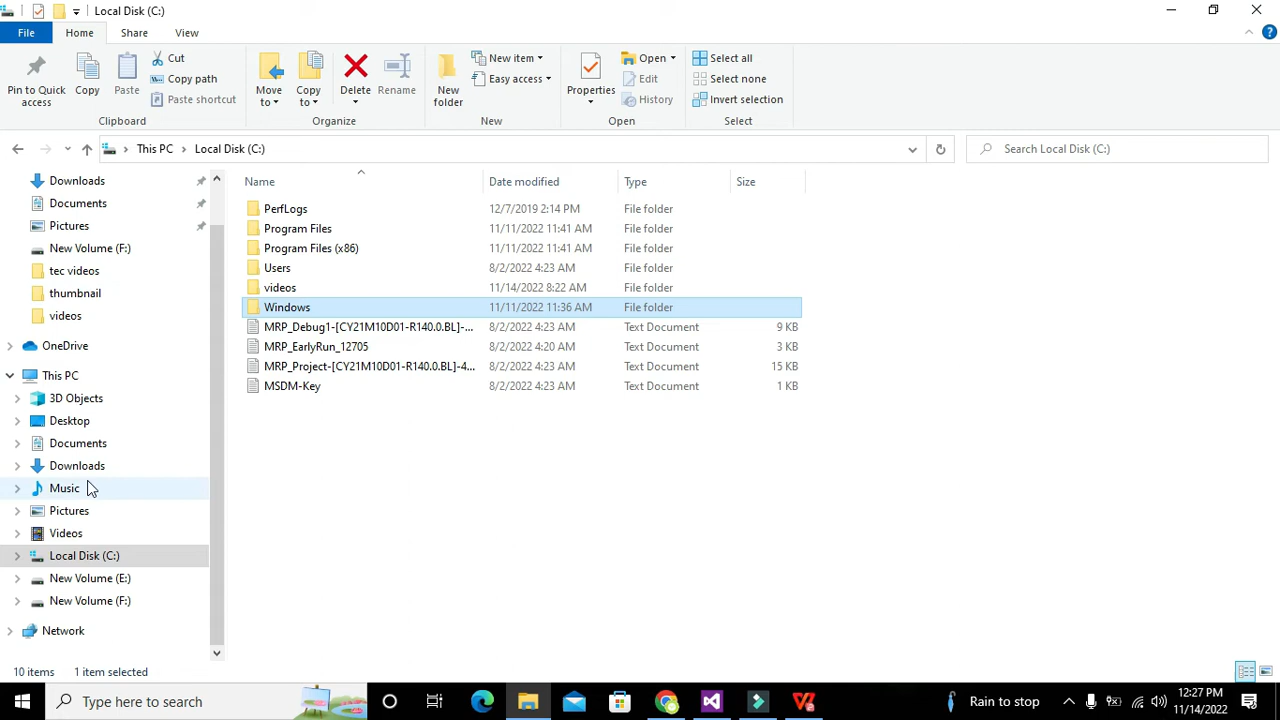 Local Disk (C:)
File Home Share View
Pin to Quick access
Copy
Paste
Cut
Copy path
Paste shortcut
Clipboard
Move to
Copy to
Delete
Rename
Organize
New folder
New item
Easy access
New
Properties
Open
Edit
History
Open
Select all
Select none
Invert selection
Select
This PC Local Disk (C:)
Search Local Disk (C:)
Downloads
Documents
Pictures
New Volume (F:)
tec videos
thumbnail
videos
OneDrive
This PC
3D Objects
Desktop
Documents
Downloads
Music
Pictures
Videos
Local Disk (C:)
New Volume (E:)
New Volume (F:)
Network
Name Date modified Type Size
PerfLogs 12/7/2019 2:14 PM File folder
Program Files 11/11/2022 11:41 AM File folder
Program Files (x86) 11/11/2022 11:41 AM File folder
Users 8/2/2022 4:23 AM File folder
videos 11/14/2022 8:22 AM File folder
Windows 11/11/2022 11:36 AM File folder
MRP_Debug1-[CY21M10D01-R140.0.BL]-... 8/2/2022 4:23 AM Text Document 9 KB
MRP_EarlyRun_12705 8/2/2022 4:20 AM Text Document 3 KB
MRP_Project-[CY21M10D01-R140.0.BL]-4... 8/2/2022 4:23 AM Text Document 15 KB
MSDM-Key 8/2/2022 4:23 AM Text Document 1 KB
10 items 1 item selected
Type here to search
Rain to stop
12:27 PM
11/14/2022